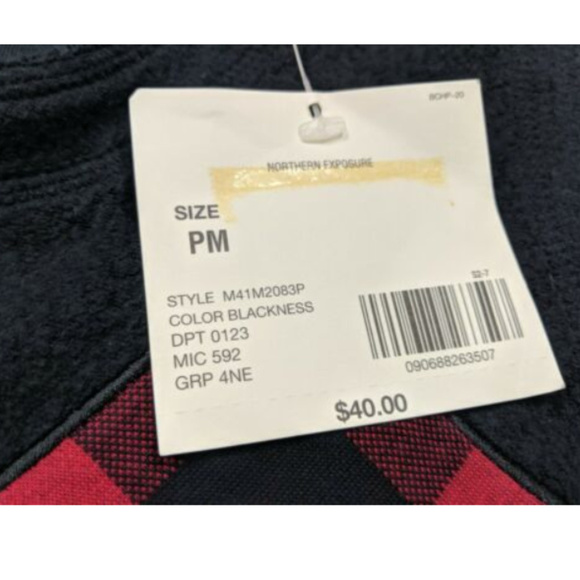 BCHP-20
NORTHERN EXPOSURE
SIZE
PM
STYLE M41M2083P
COLOR BLACKNESS
DPT 0123
MIC 592
GRP 4NE
S2-7
090688263507
$40.00